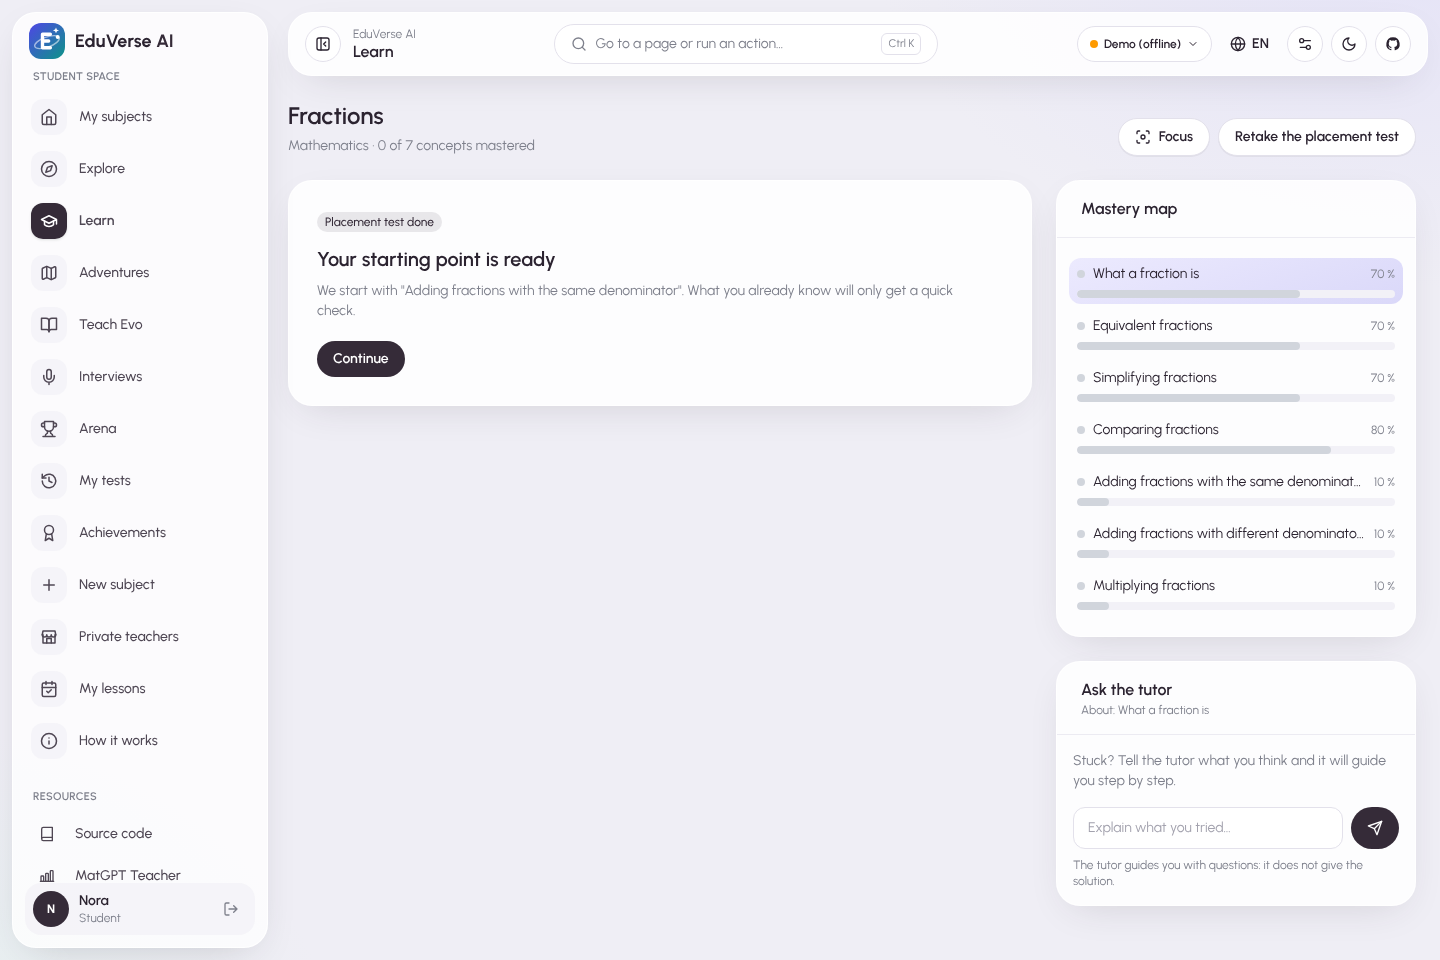 EduVerse AI
STUDENT SPACE
My subjects
Explore
Learn
Adventures
Teach Evo
Interviews
Arena
My tests
Achievements
New subject
Private teachers
My lessons
How it works
RESOURCES
Source code
MatGPT Teacher
N
Nora
Student
EduVerse AI
Learn
Go to a page or run an action...
Ctrl K
Demo (offline)
EN
Fractions
Mathematics · 0 of 7 concepts mastered
Focus
Retake the placement test
Placement test done
Your starting point is ready
We start with "Adding fractions with the same denominator". What you already know will only get a quick
check.
Continue
Mastery map
What a fraction is 70 %
Equivalent fractions 70 %
Simplifying fractions 70 %
Comparing fractions 80 %
Adding fractions with the same denominat... 10 %
Adding fractions with different denominato... 10 %
Multiplying fractions 10 %
Ask the tutor
About: What a fraction is
Stuck? Tell the tutor what you think and it will guide
you step by step.
Explain what you tried...
The tutor guides you with questions: it does not give the
solution.